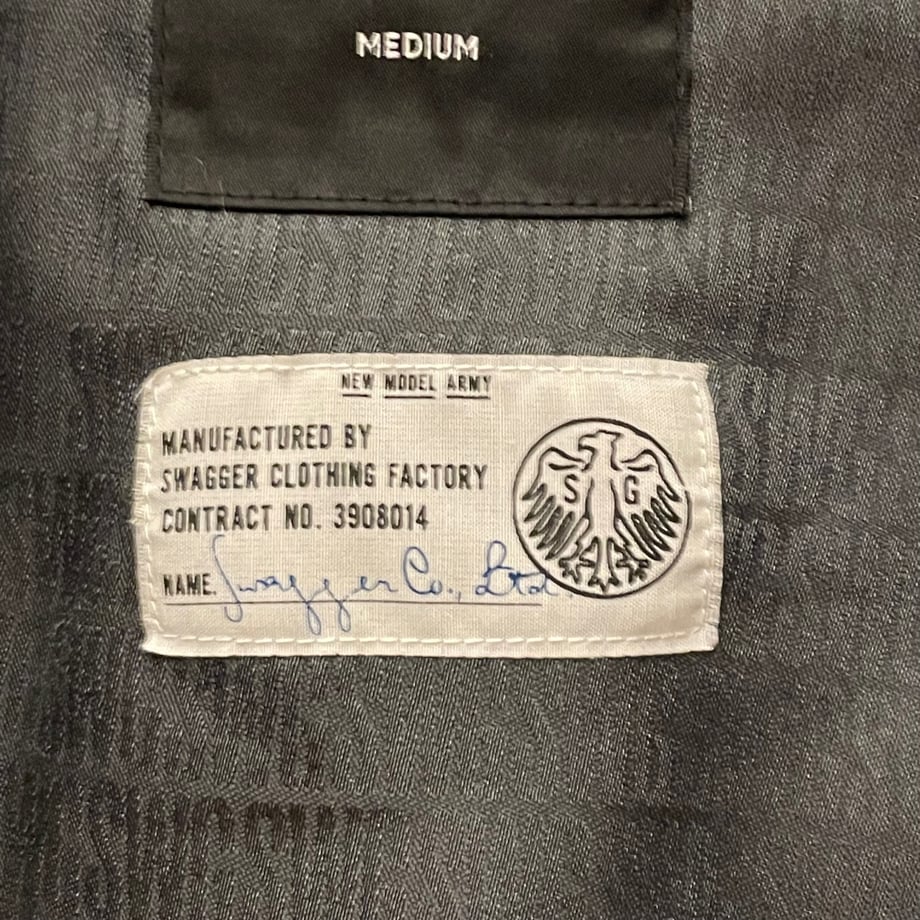 MEDIUM
NEW MODEL ARMY
MANUFACTURED BY
SWAGGER CLOTHING FACTORY
CONTRACT NO. 3908014
S G
NAME. Swagger Co., Ltd.